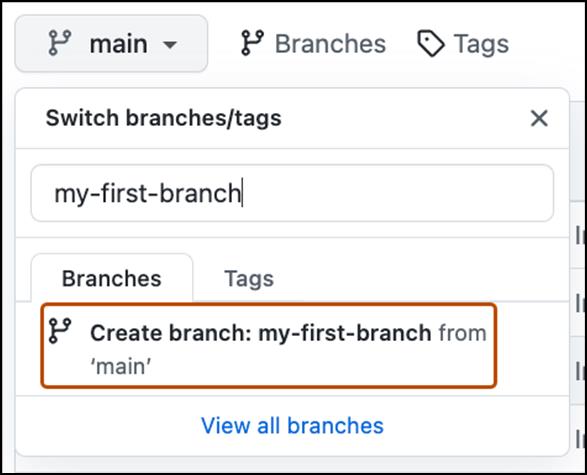 main Branches Tags
Switch branches/tags
my-first-branch
Branches Tags
Create branch: my-first-branch from
‘main’
View all branches